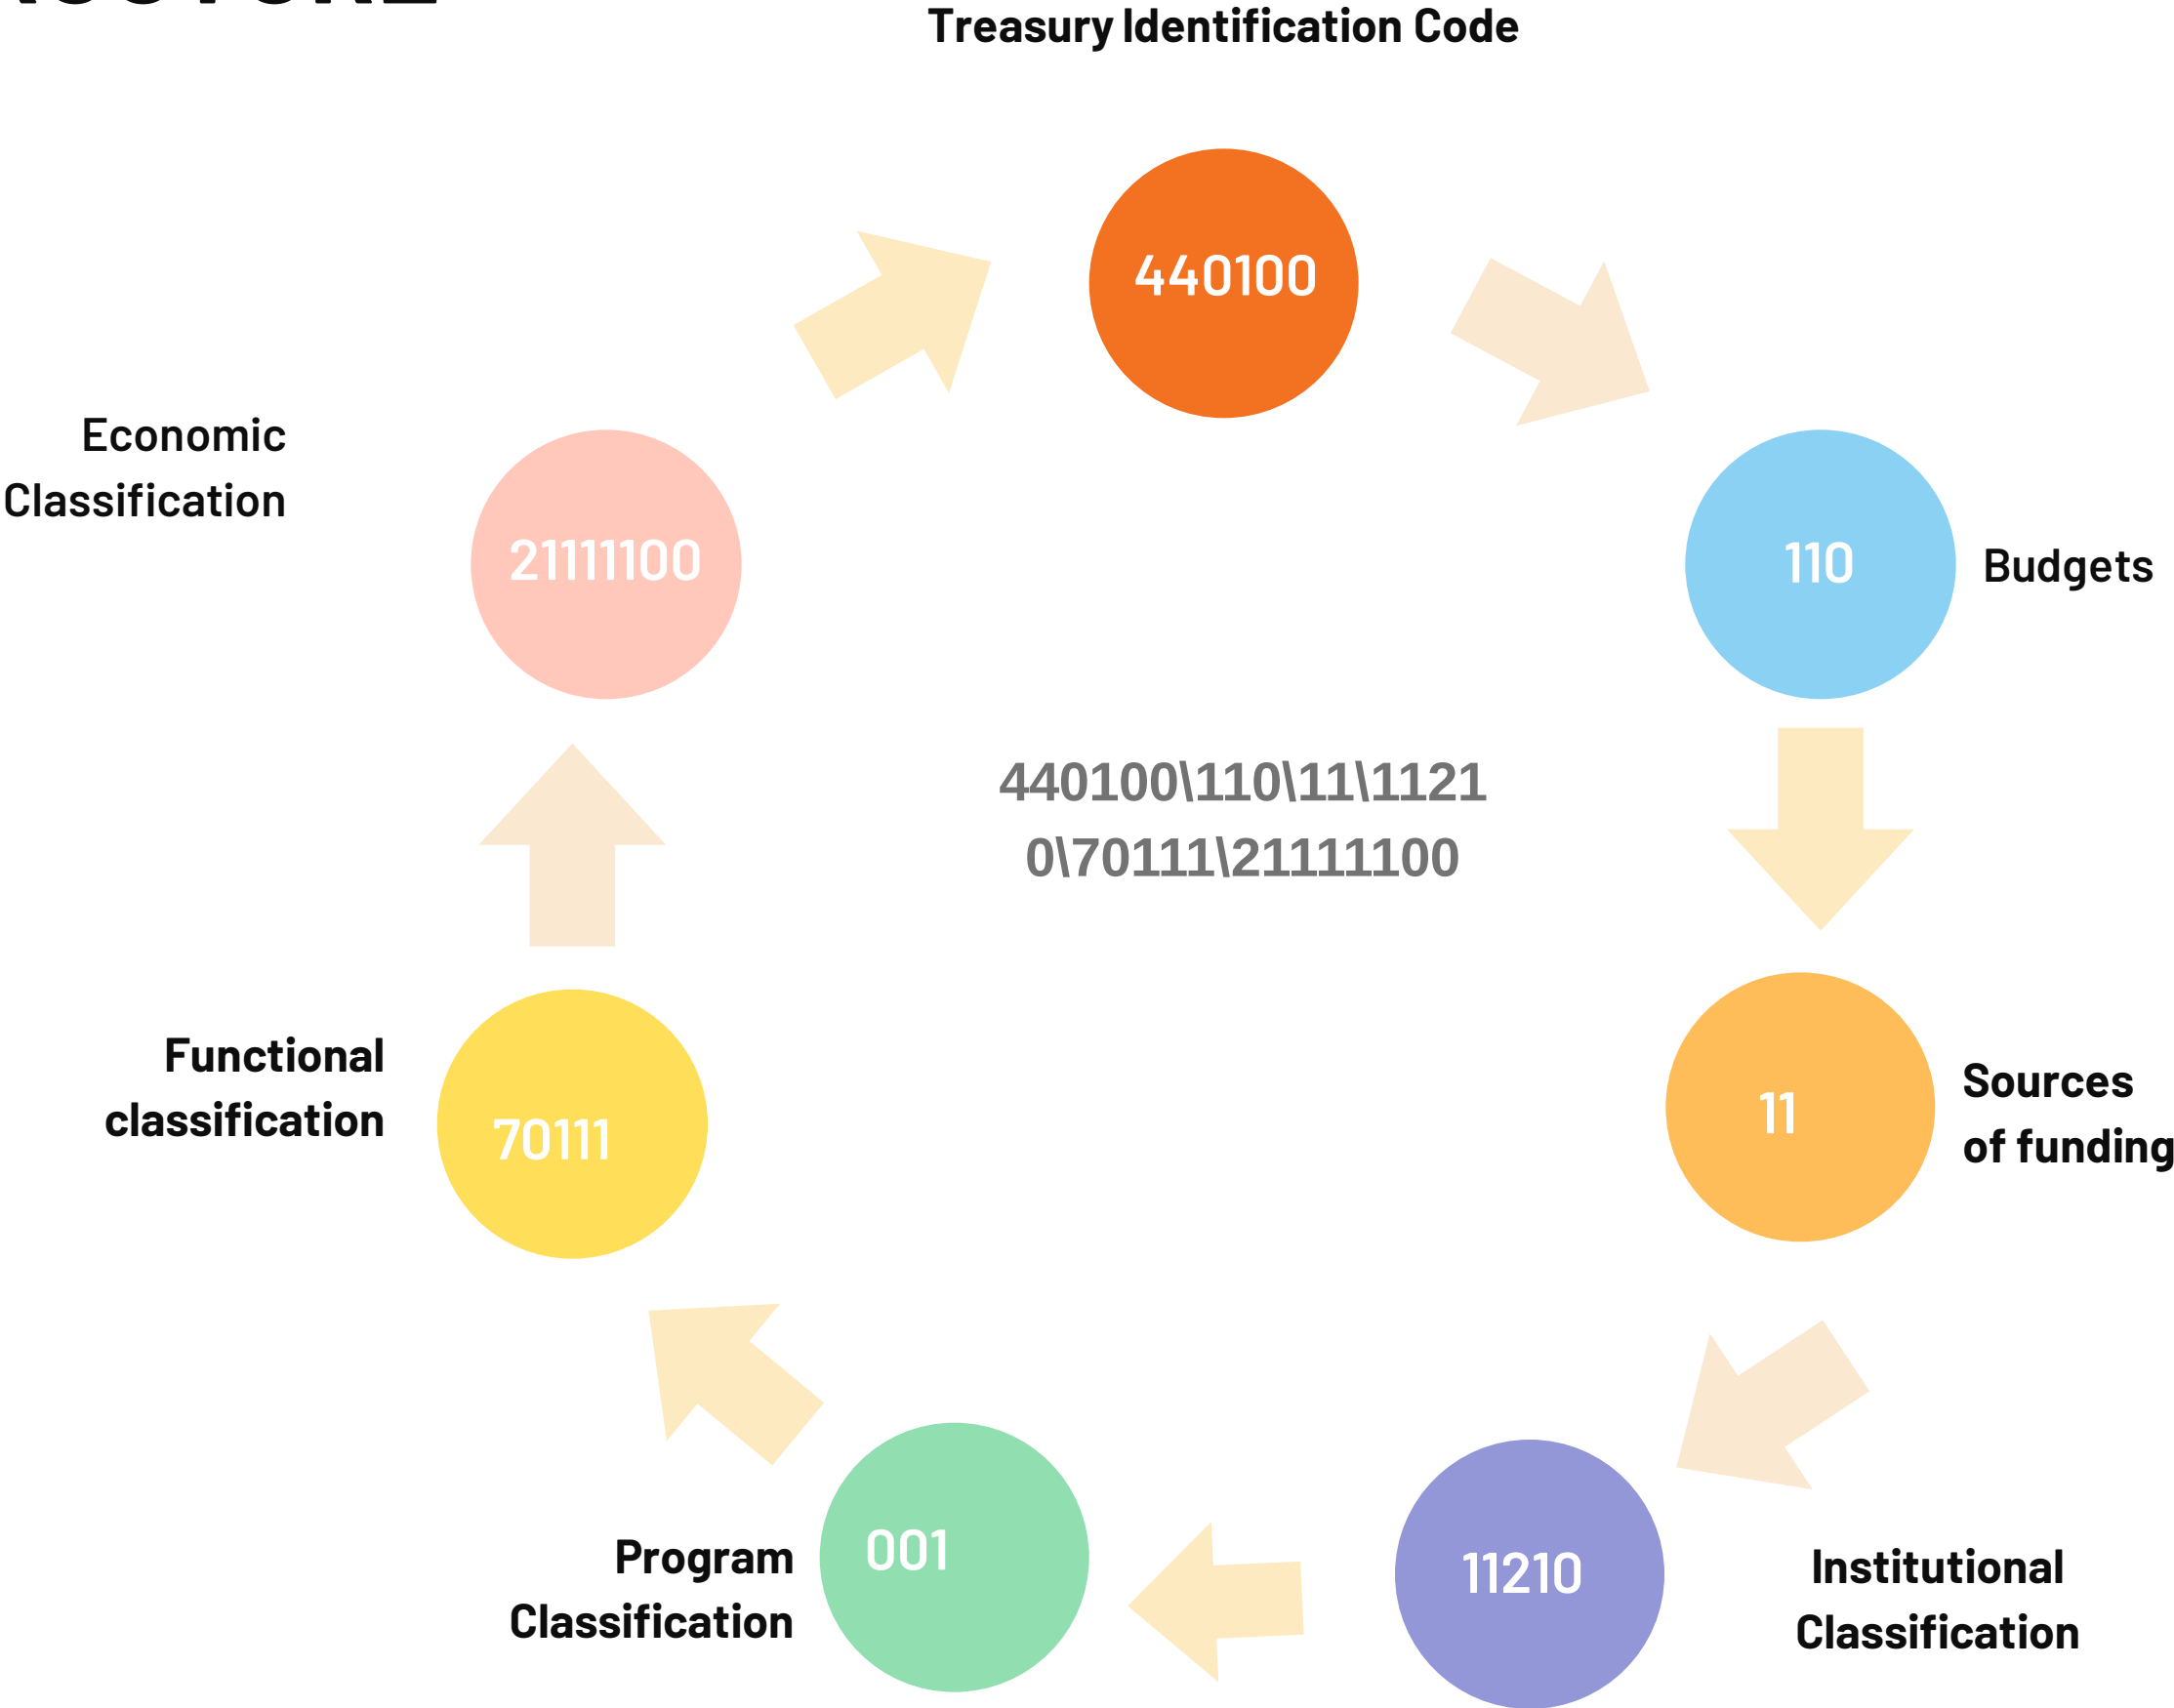 Treasury Identification Code
440100
Economic
Classification
21111100
110
Budgets
440100\110\11\1121
0\70111\21111100
Functional
classification
70111
11
Sources
of funding
Program
Classification
001
11210
Institutional
Classification